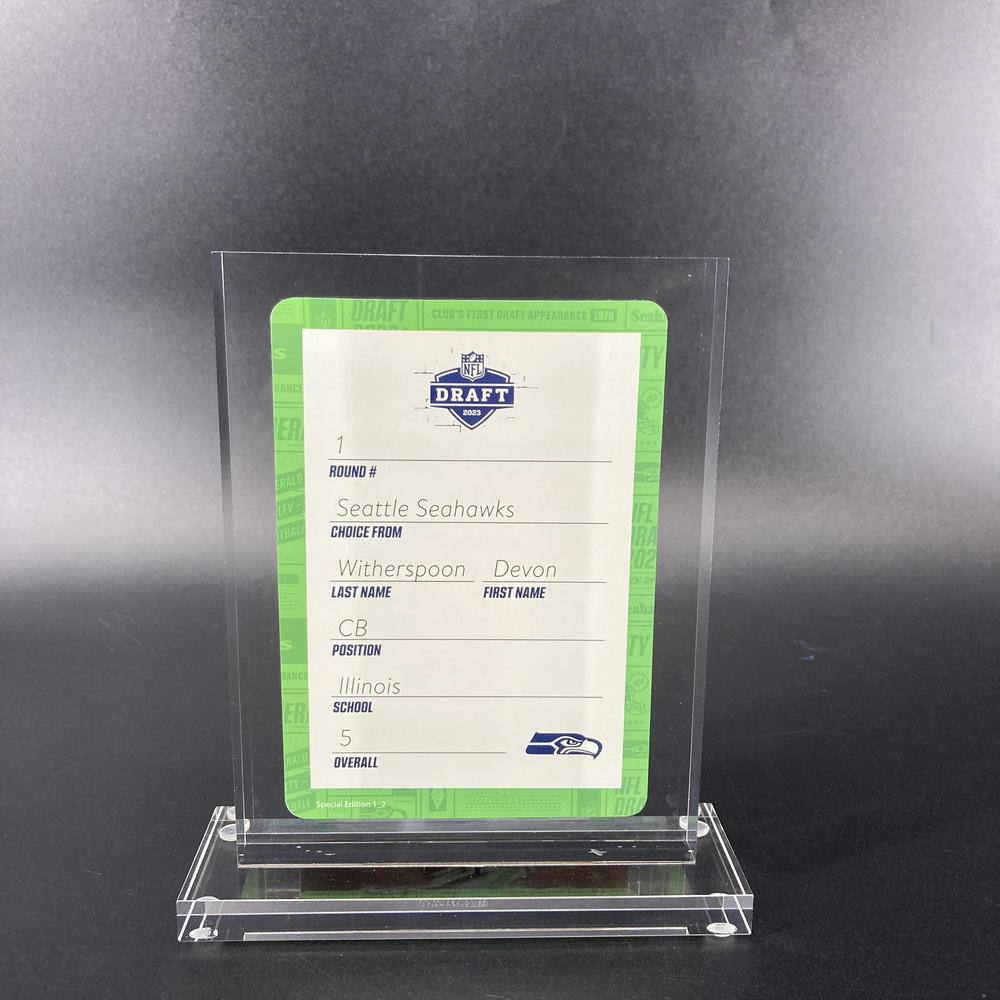 DRAFT
CLUB'S FIRST DRAFT APPEARANCE 1976
NFL
DRAFT
2023
1
ROUND #
Seattle Seahawks
CHOICE FROM
Witherspoon Devon
LAST NAME FIRST NAME
CB
POSITION
Illinois
SCHOOL
5
OVERALL
Special Edition 1_2